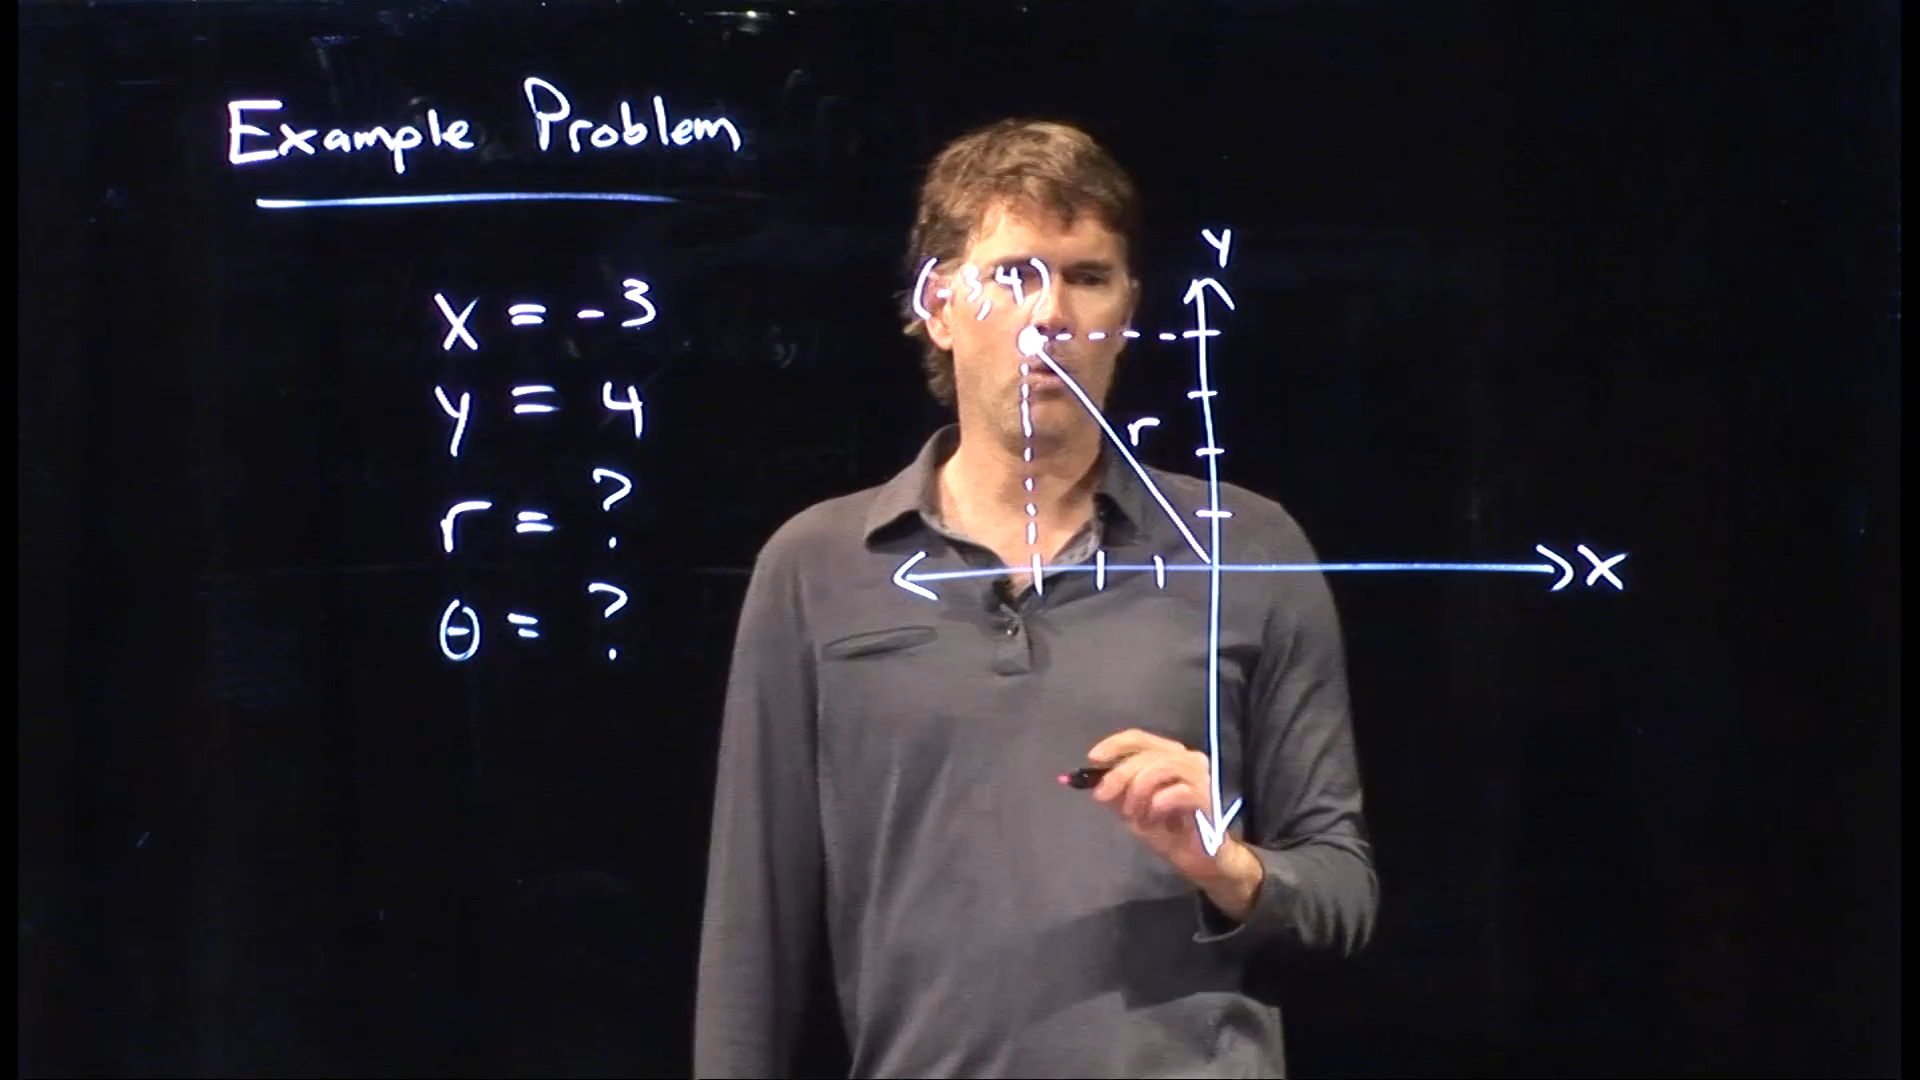 Example Problem
x = -3
y = 4
r = ?
θ = ?
y
(-3,4)
r
x